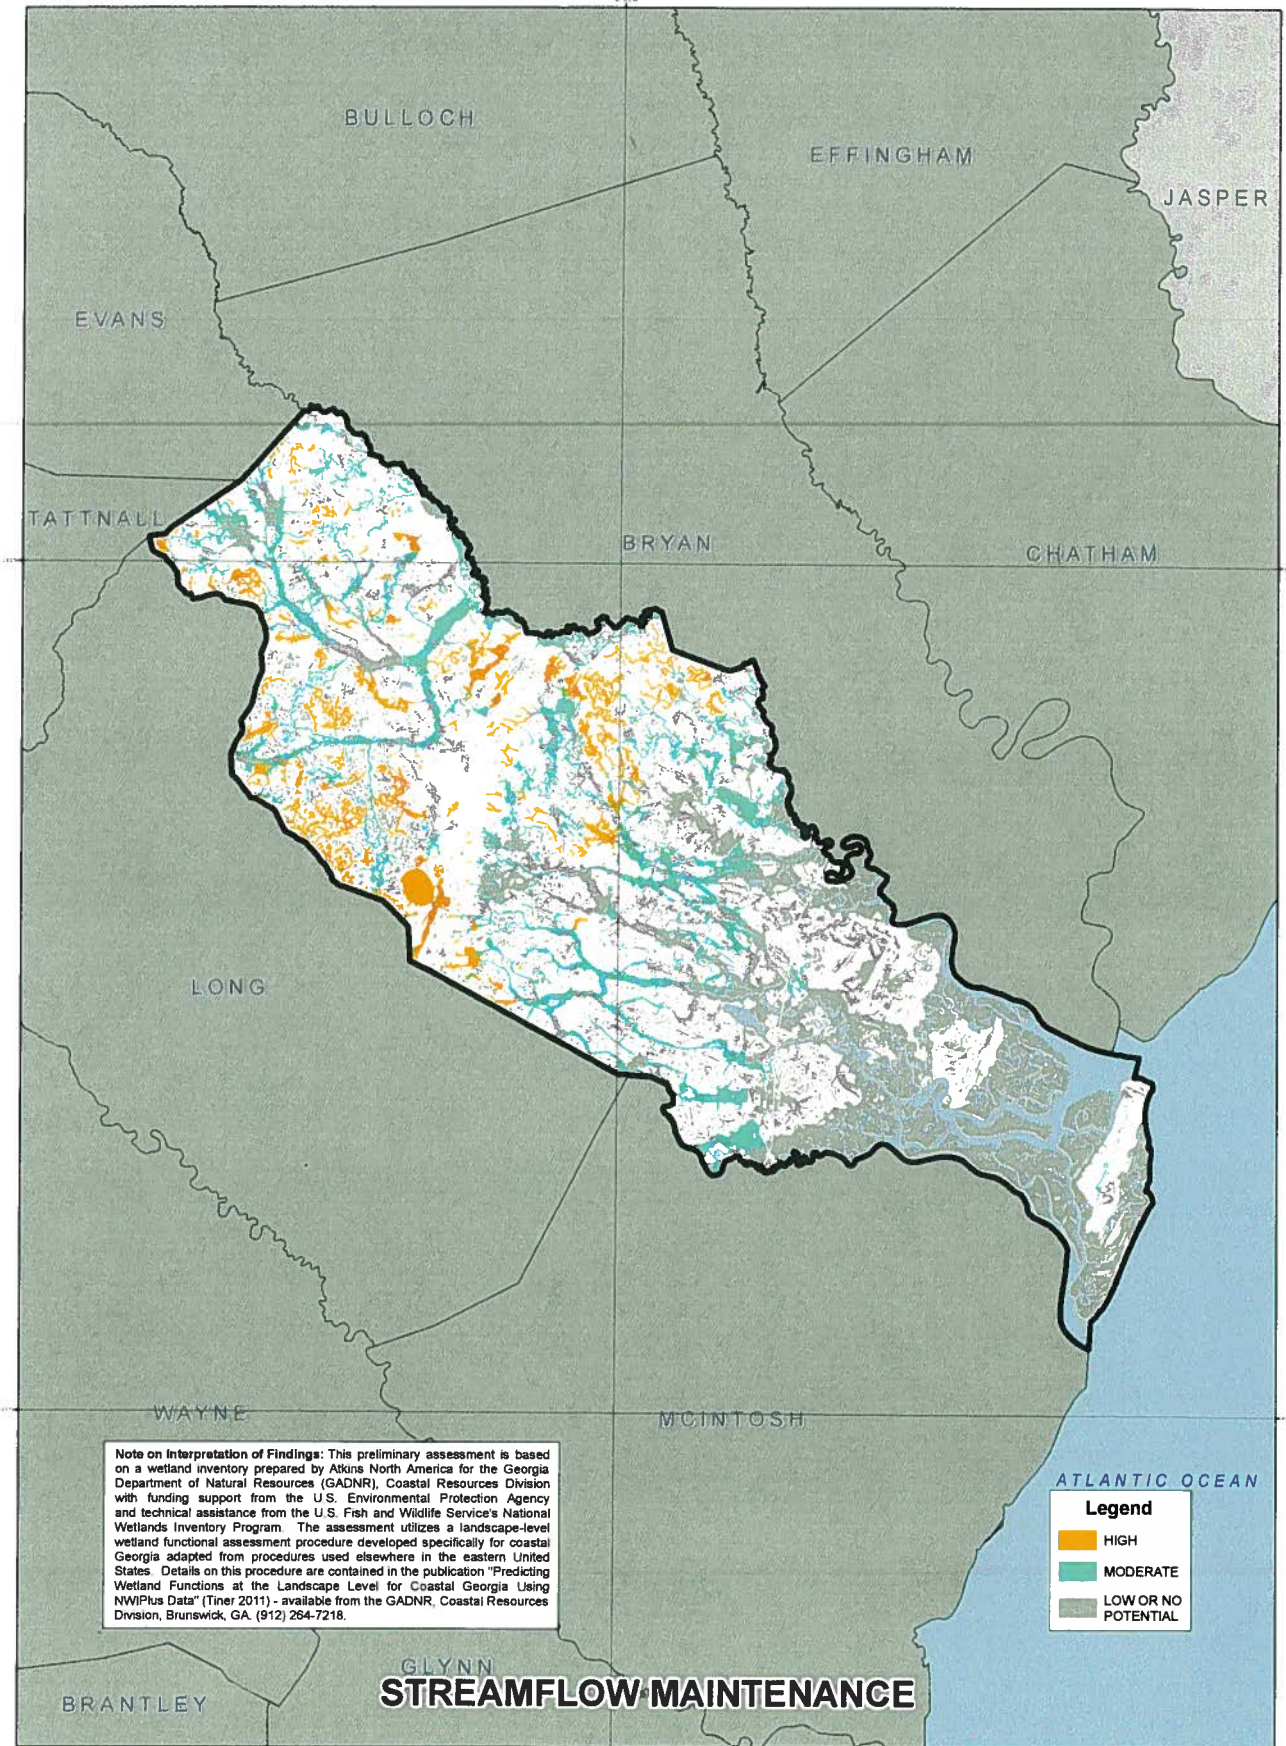 BULLOCH
EFFINGHAM
JASPER
EVANS
TATTNALL
BRYAN
CHATHAM
LONG
WAYNE
MCINTOSH
Note on Interpretation of Findings: This preliminary assessment is based
on a wetland inventory prepared by Atkins North America for the Georgia
Department of Natural Resources (GADNR), Coastal Resources Division
with funding support from the U.S. Environmental Protection Agency
and technical assistance from the U.S. Fish and Wildlife Service's National
Wetlands Inventory Program. The assessment utilizes a landscape-level
wetland functional assessment procedure developed specifically for coastal
Georgia adapted from procedures used elsewhere in the eastern United
States. Details on this procedure are contained in the publication "Predicting
Wetland Functions at the Landscape Level for Coastal Georgia Using
NWIPlus Data" (Tiner 2011) - available from the GADNR, Coastal Resources
Division, Brunswick, GA. (912) 264-7218.
ATLANTIC OCEAN
Legend
HIGH
MODERATE
LOW OR NO
POTENTIAL
GLYNN
BRANTLEY
STREAMFLOW MAINTENANCE